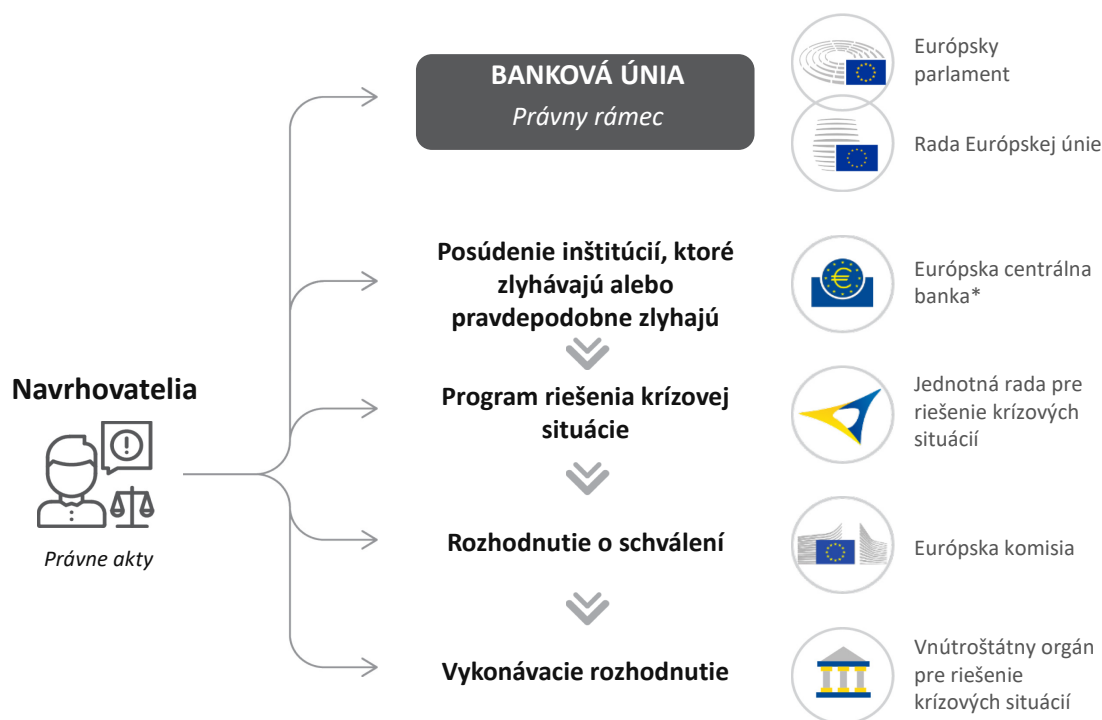 BANKOVÁ ÚNIA
Právny rámec
Európsky
parlament
Rada Európskej únie
Posúdenie inštitúcií, ktoré
zlyhávajú alebo
pravdepodobne zlyhajú
Európska centrálna
banka*
Navrhovatelia
Právne akty
Program riešenia krízovej
situácie
Jednotná rada pre
riešenie krízových
situácií
Rozhodnutie o schválení
Európska komisia
Vykonávacie rozhodnutie
Vnútroštátny orgán
pre riešenie
krízových situácií